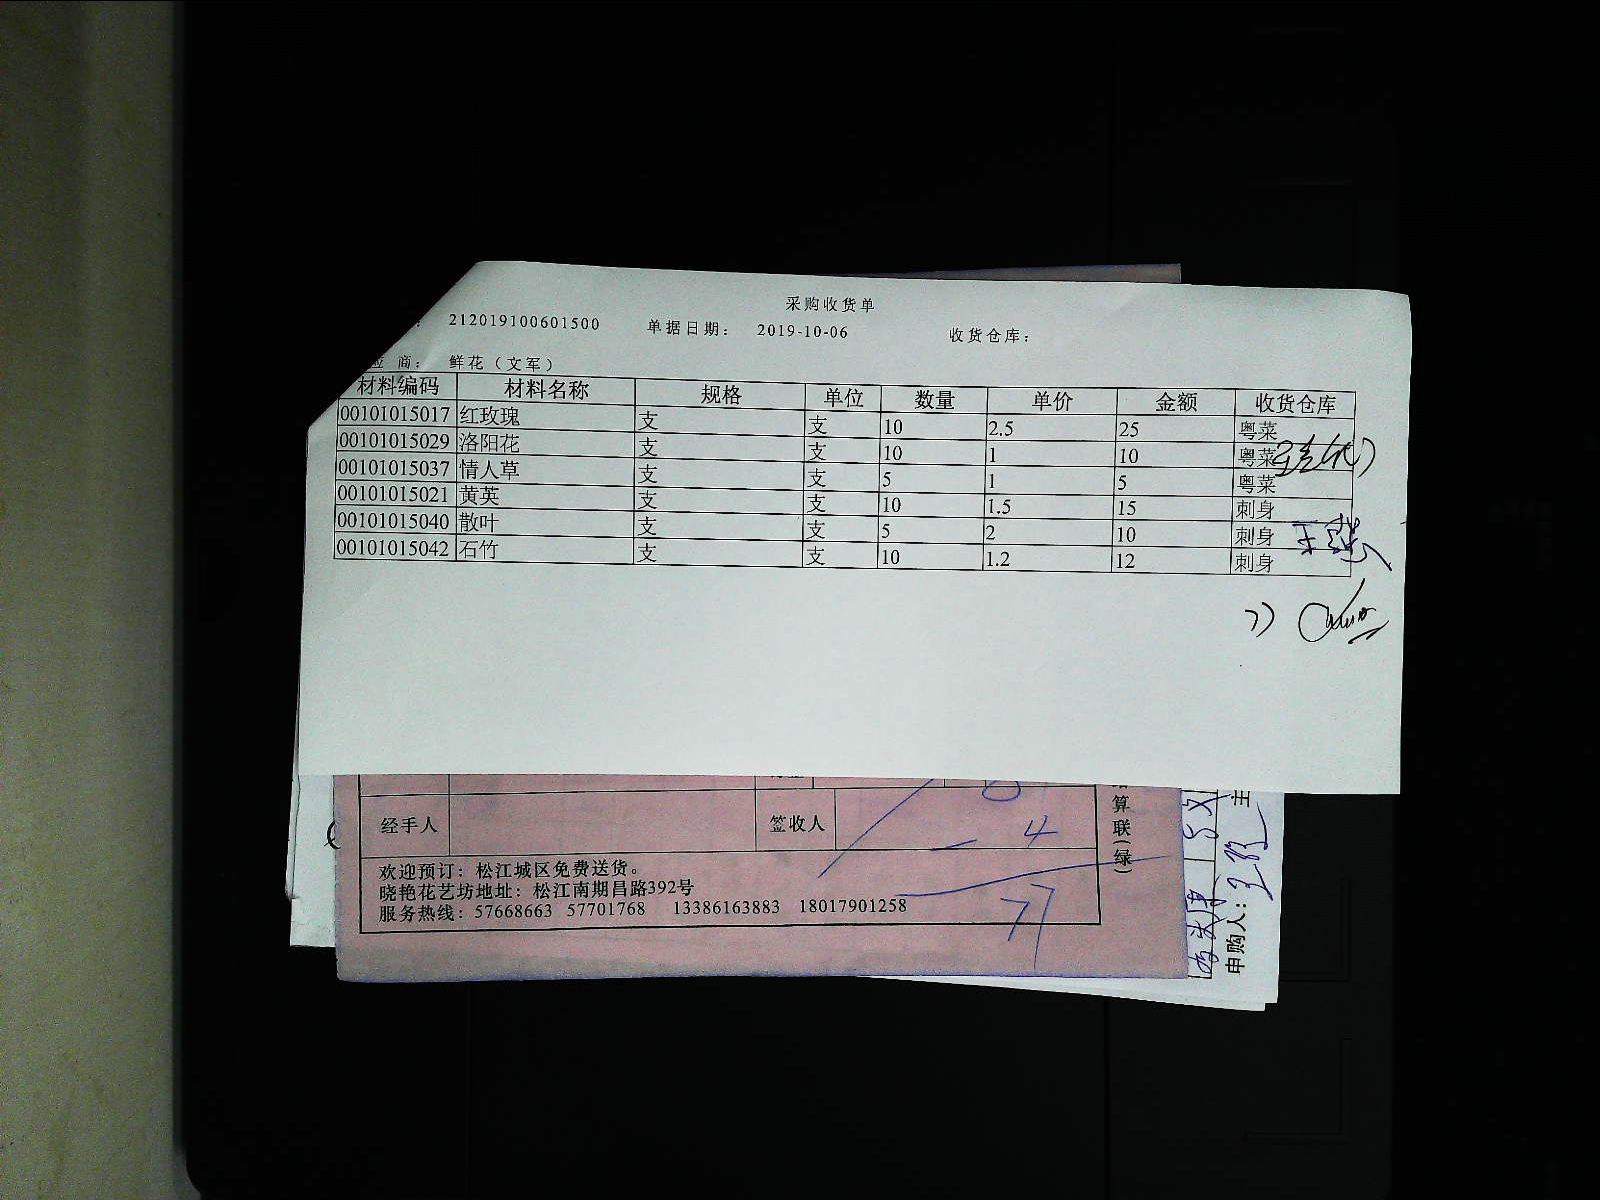 采购收货单
: 212019100601500 单据日期: 2019-10-06 收货仓库:
应 商: 鲜花(文军)
材料编码 材料名称 规格 单位 数量 单价 金额 收货仓库
00101015017 红玫瑰 支 支 10 2.5 25 粤菜
00101015029 洛阳花 支 支 10 1 10 粤菜
00101015037 情人草 支 支 5 1 5 粤菜
00101015021 黄英 支 支 10 1.5 15 刺身
00101015040 散叶 支 支 5 2 10 刺身
00101015042 石竹 支 支 10 1.2 12 刺身
77
经手人 签收人
4
77
欢迎预订: 松江城区免费送货。
晓艳花艺坊地址: 松江南期昌路392号
服务热线: 57668663 57701768 13386163883 18017901258
算联(绿)
申购人:
主